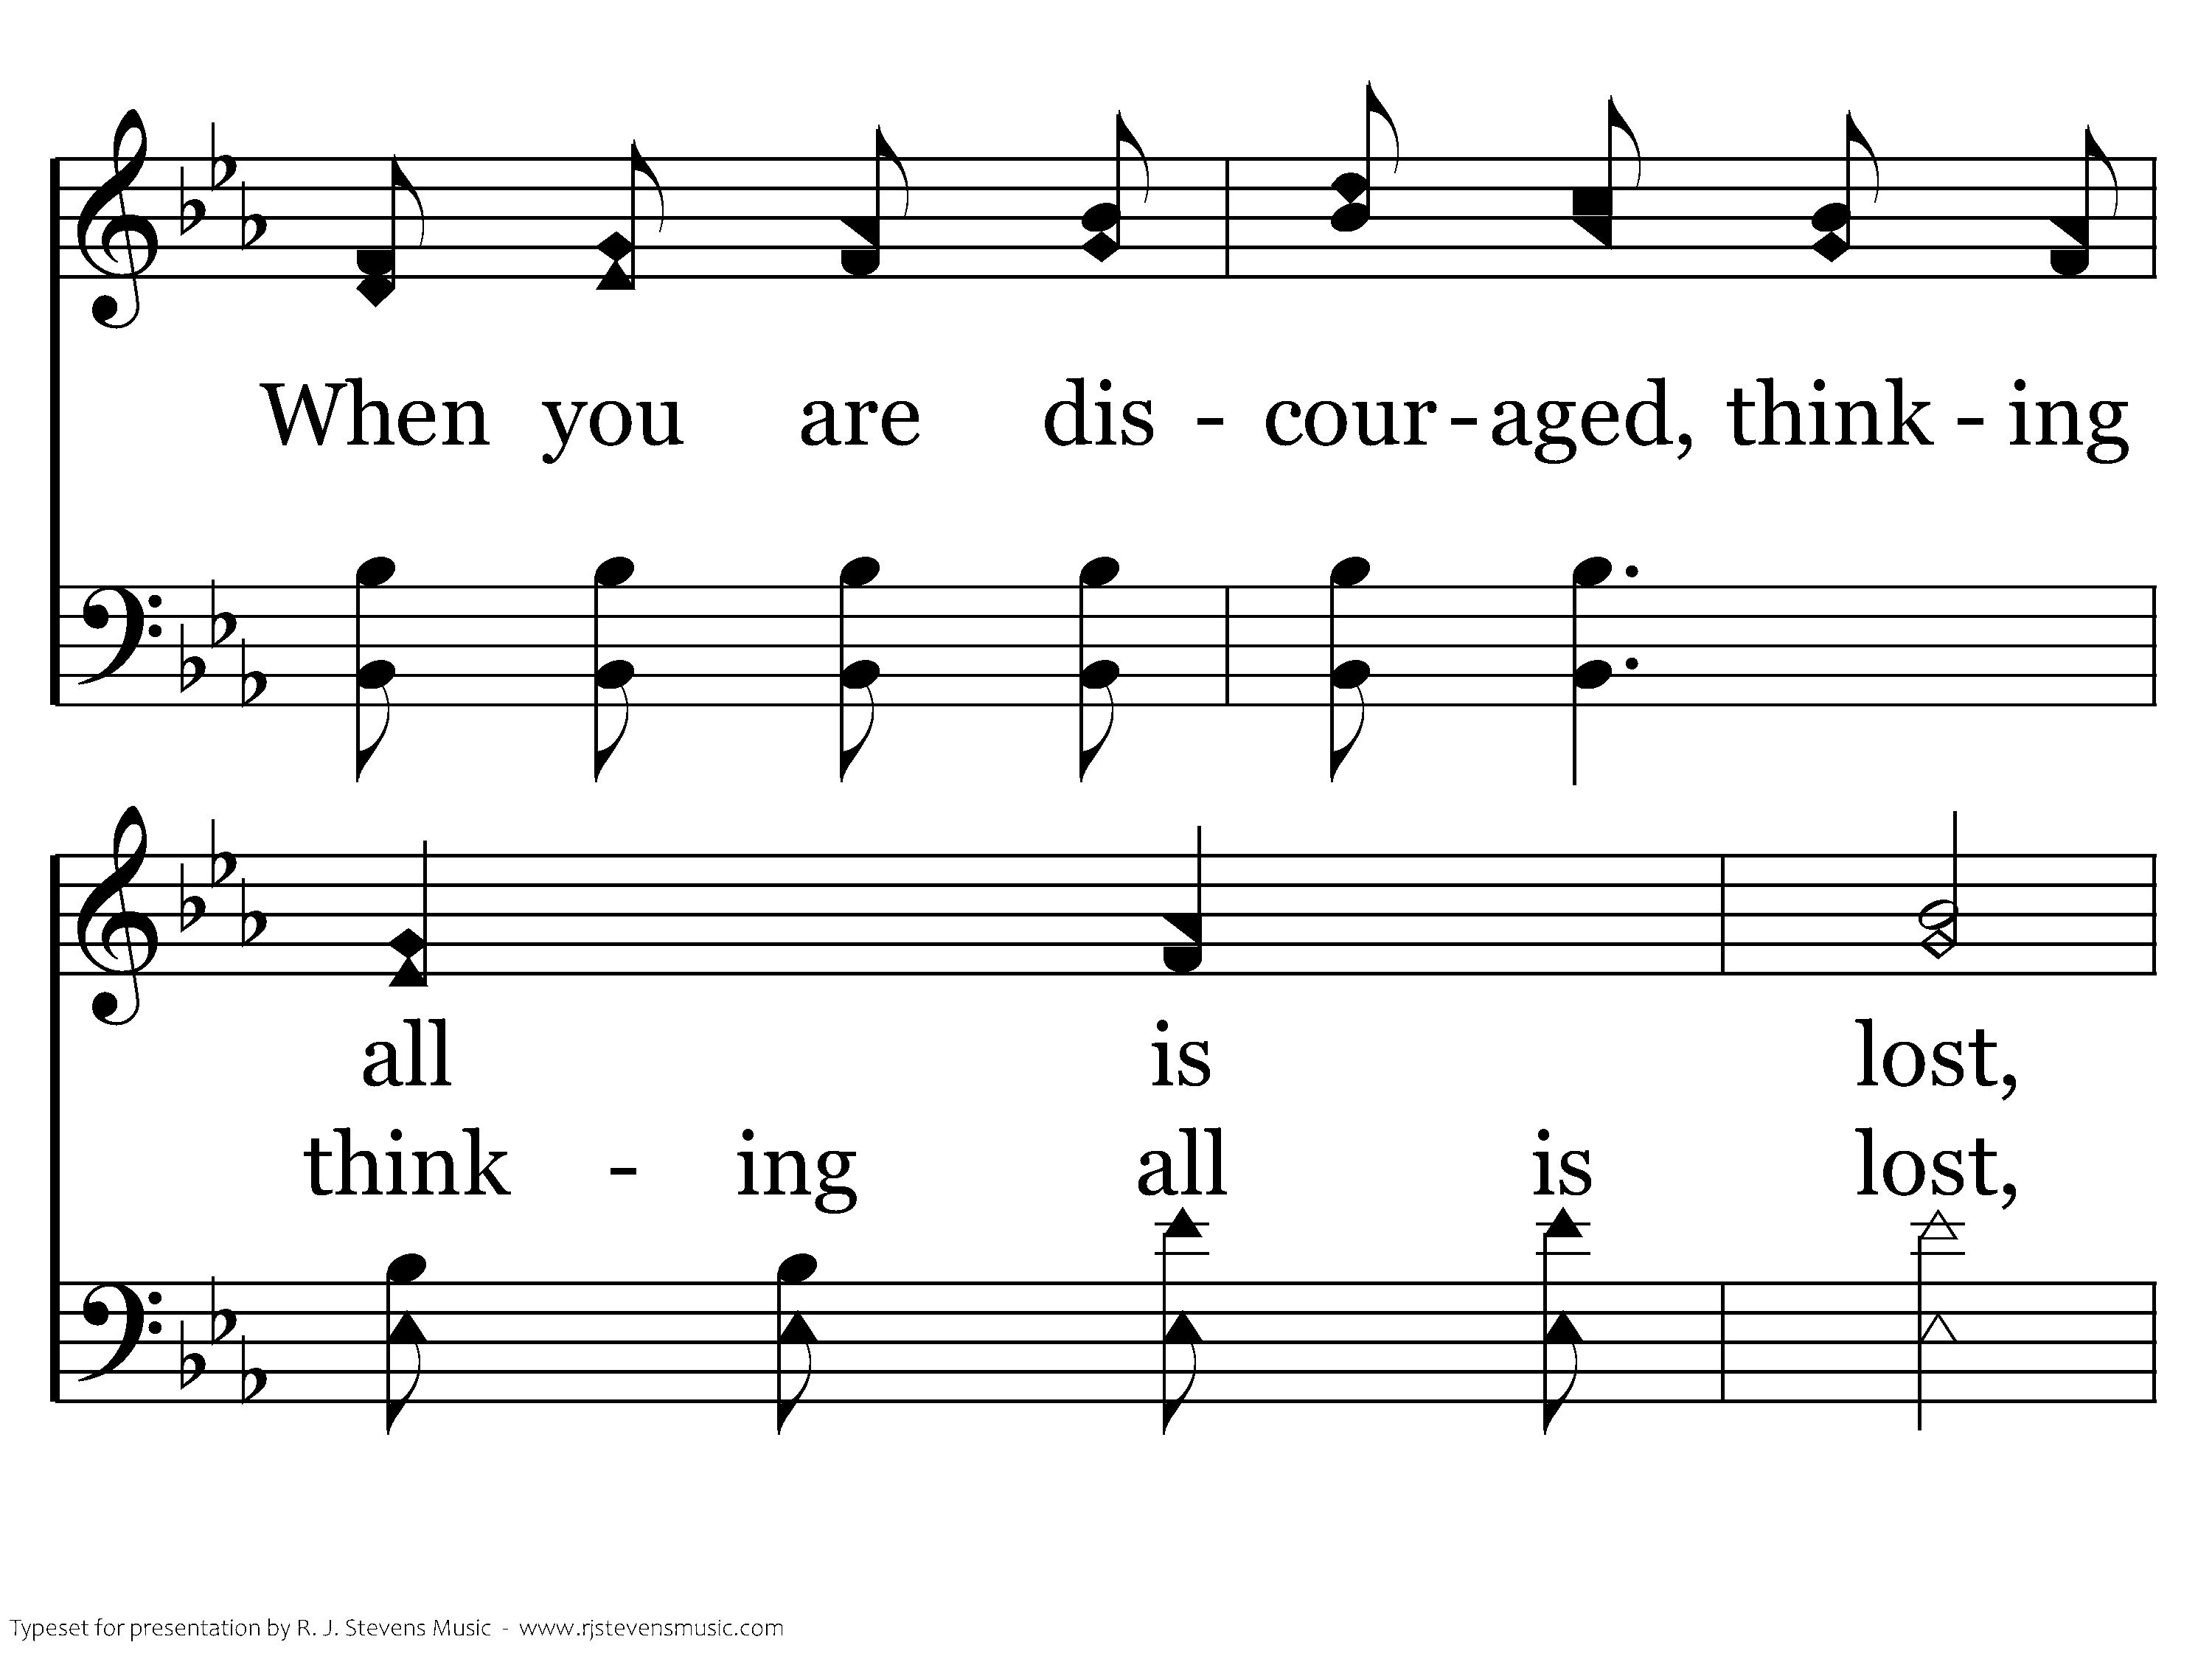 When you are dis - cour - aged, think - ing
all is lost,
think - ing all is lost,
Typeset for presentation by R. J. Stevens Music - www.rjstevensmusic.com